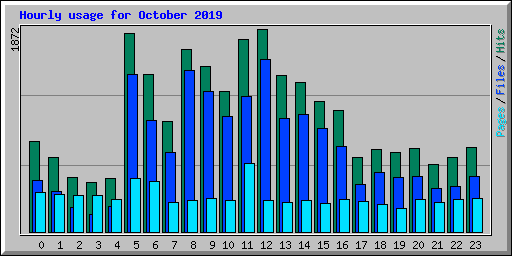 Hourly usage for October 2019
1872
Pages/Files/Hits
0 1 2 3 4 5 6 7 8 9 10 11 12 13 14 15 16 17 18 19 20 21 22 23